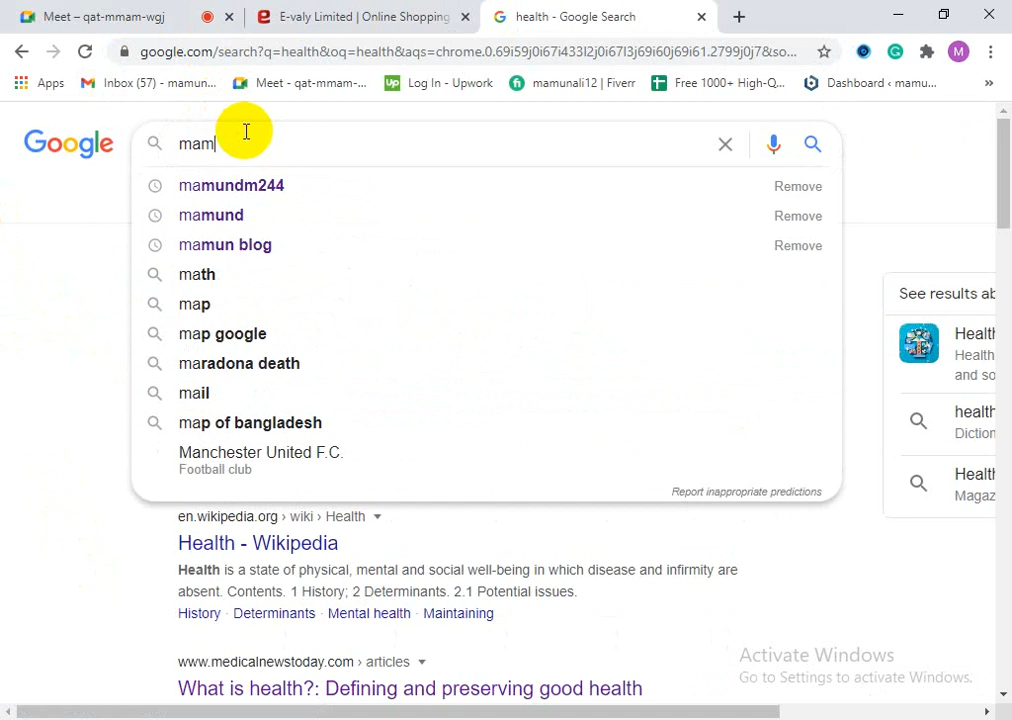 Meet – qat-mmam-wgj
E-valy Limited | Online Shopping
health - Google Search
google.com/search?q=health&oq=health&aqs=chrome.0.69i59j0i67i433l2j0i67l3j69i60j69i61.2799j0j7&so...
M
Apps
Inbox (57) - mamun...
Meet - qat-mmam-...
Up
Log In - Upwork
mamunali12 | Fiverr
Free 1000+ High-Q...
Dashboard ‹ mamu...
»
Google
mam
mamundm244
Remove
mamund
Remove
mamun blog
Remove
math
map
map google
maradona death
mail
map of bangladesh
Manchester United F.C.
Football club
Report inappropriate predictions
See results ab
Health
Health
and so
health
Diction
Health
Magaz
en.wikipedia.org › wiki › Health
Health - Wikipedia
Health is a state of physical, mental and social well-being in which disease and infirmity are
absent. Contents. 1 History; 2 Determinants. 2.1 Potential issues.
History · Determinants · Mental health · Maintaining
www.medicalnewstoday.com › articles
What is health?: Defining and preserving good health
Activate Windows
Go to Settings to activate Windows.